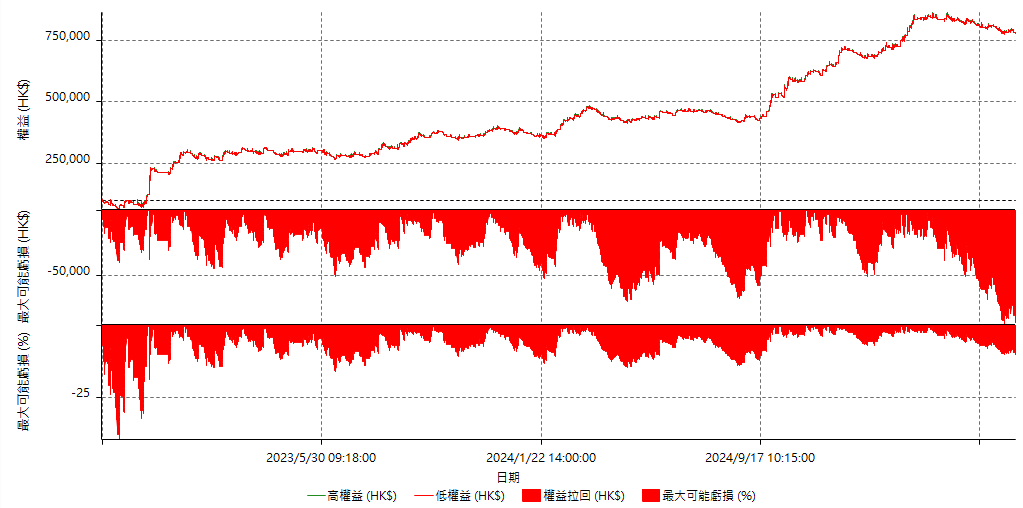 750,000
500,000
250,000
權益 (HK$)
-50,000
最大可能虧損 (HK$)
-25
最大可能虧損 (%)
2023/5/30 09:18:00 2024/1/22 14:00:00 2024/9/17 10:15:00
日期
高權益 (HK$) 低權益 (HK$) 權益拉回 (HK$) 最大可能虧損 (%)